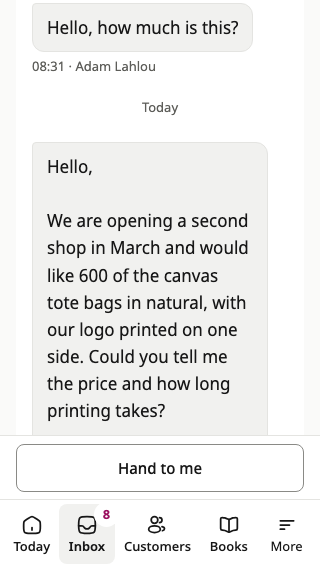 Hello, how much is this?
08:31 · Adam Lahlou
Today
Hello,
We are opening a second
shop in March and would
like 600 of the canvas
tote bags in natural, with
our logo printed on one
side. Could you tell me
the price and how long
printing takes?
Hand to me
8
Today
Inbox
Customers
Books
More